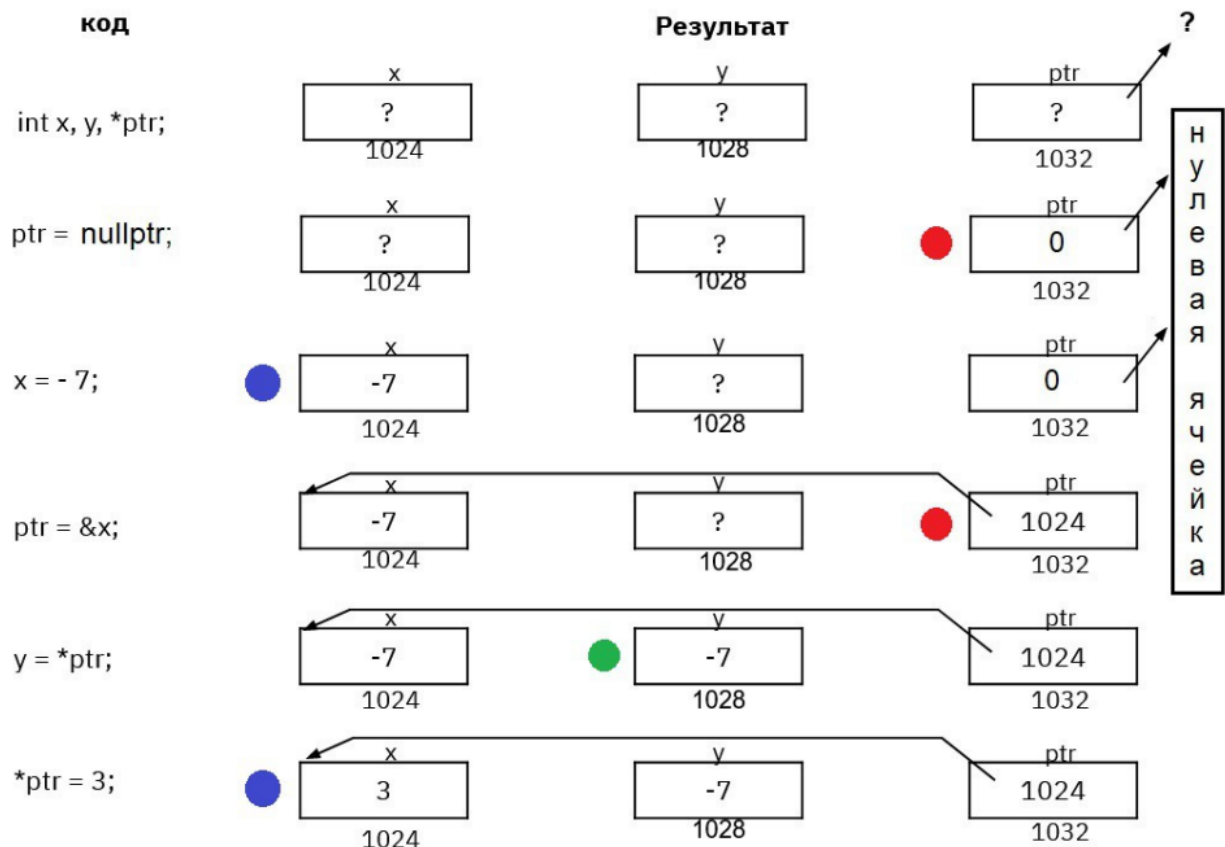 код
Результат
?
x
y
ptr
int x, y, *ptr;
?
?
?
1024
1028
1032
x
y
ptr
ptr = nullptr;
?
?
0
1024
1028
1032
x
y
ptr
x = - 7;
-7
?
0
1024
1028
1032
x
y
ptr
ptr = &x;
-7
?
1024
1024
1028
1032
x
y
ptr
y = *ptr;
-7
-7
1024
1024
1028
1032
x
y
ptr
*ptr = 3;
3
-7
1024
1024
1028
1032
нулевая ячейка